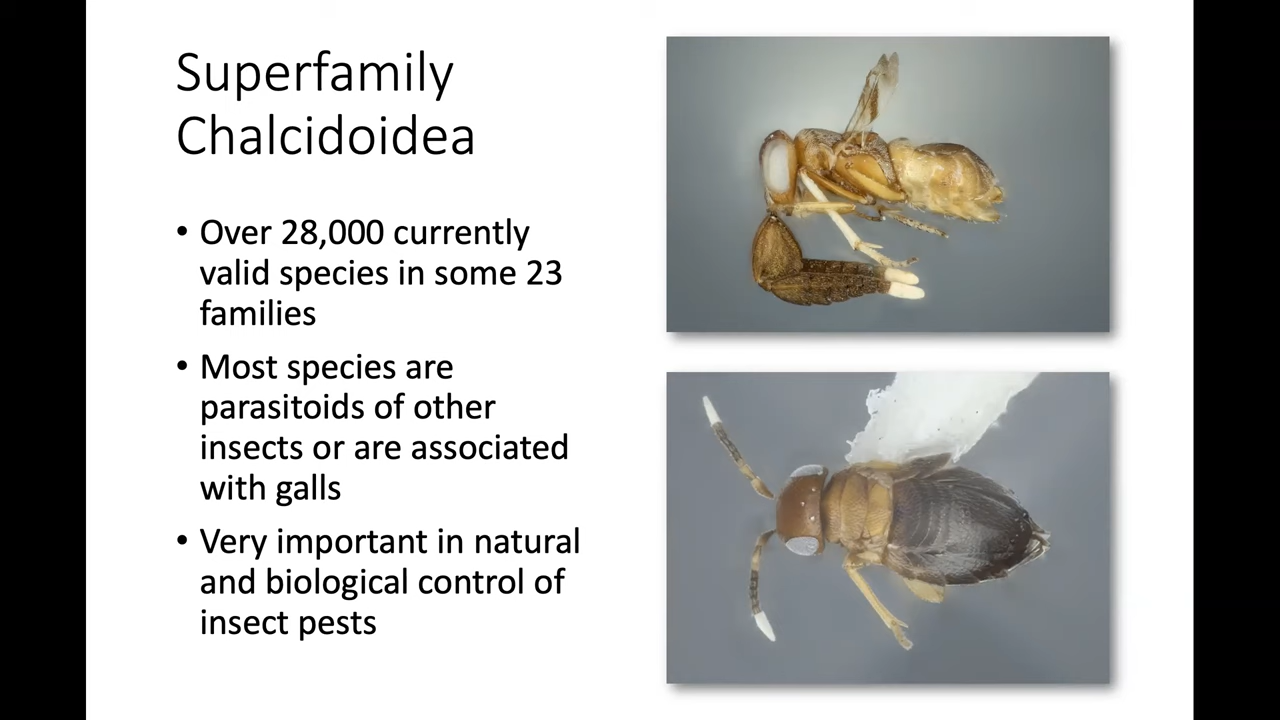 Superfamily
Chalcidoidea
• Over 28,000 currently
valid species in some 23
families
• Most species are
parasitoids of other
insects or are associated
with galls
• Very important in natural
and biological control of
insect pests